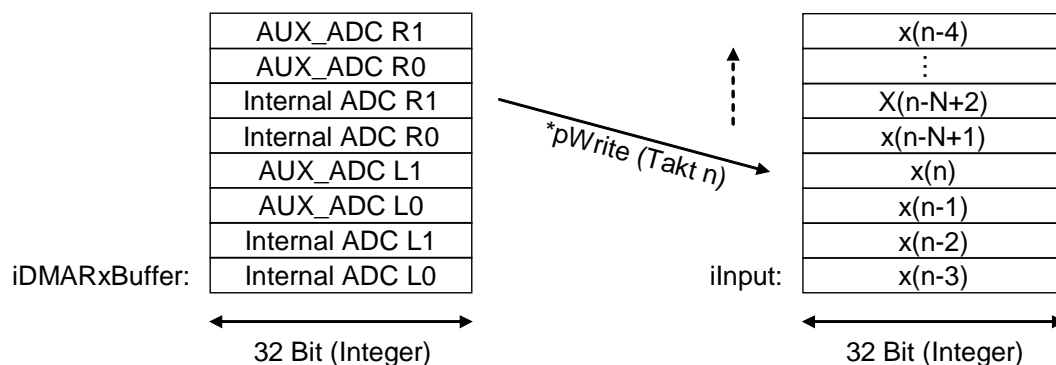 AUX_ADC R1
AUX_ADC R0
Internal ADC R1
Internal ADC R0
AUX_ADC L1
AUX_ADC L0
Internal ADC L1
iDMARxBuffer: Internal ADC L0
32 Bit (Integer)
*pWrite (Takt n)
x(n-4)
⋮
X(n-N+2)
x(n-N+1)
x(n)
x(n-1)
x(n-2)
iInput: x(n-3)
32 Bit (Integer)